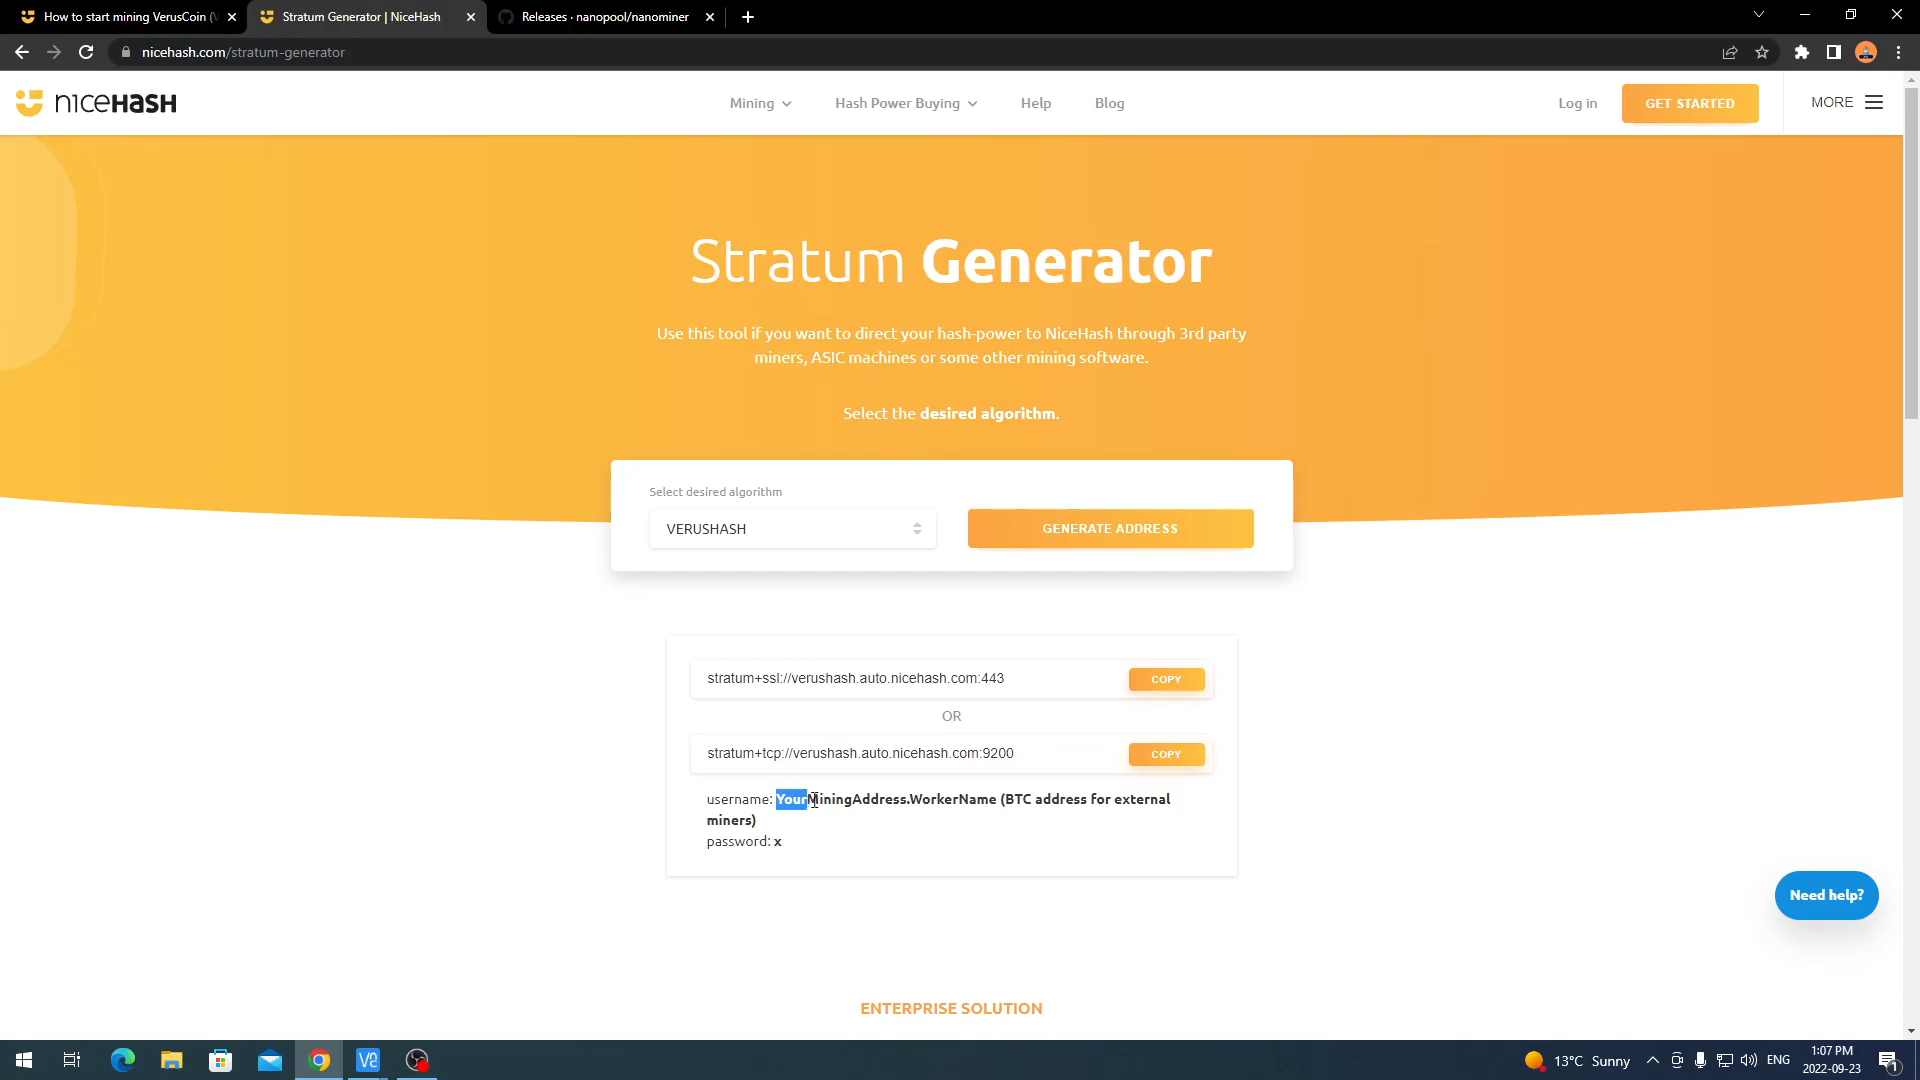 How to start mining VerusCoin (V
Stratum Generator | NiceHash
Releases · nanopool/nanominer
nicehash.com/stratum-generator
niceHASH
Mining
Hash Power Buying
Help
Blog
Log in
GET STARTED
MORE
Stratum Generator
Use this tool if you want to direct your hash-power to NiceHash through 3rd party
miners, ASIC machines or some other mining software.
Select the desired algorithm.
Select desired algorithm
VERUSHASH
GENERATE ADDRESS
stratum+ssl://verushash.auto.nicehash.com:443
COPY
OR
stratum+tcp://verushash.auto.nicehash.com:9200
COPY
username: YourMiningAddress.WorkerName (BTC address for external
miners)
password: x
Need help?
ENTERPRISE SOLUTION
13°C Sunny
ENG
1:07 PM
2022-09-23
1